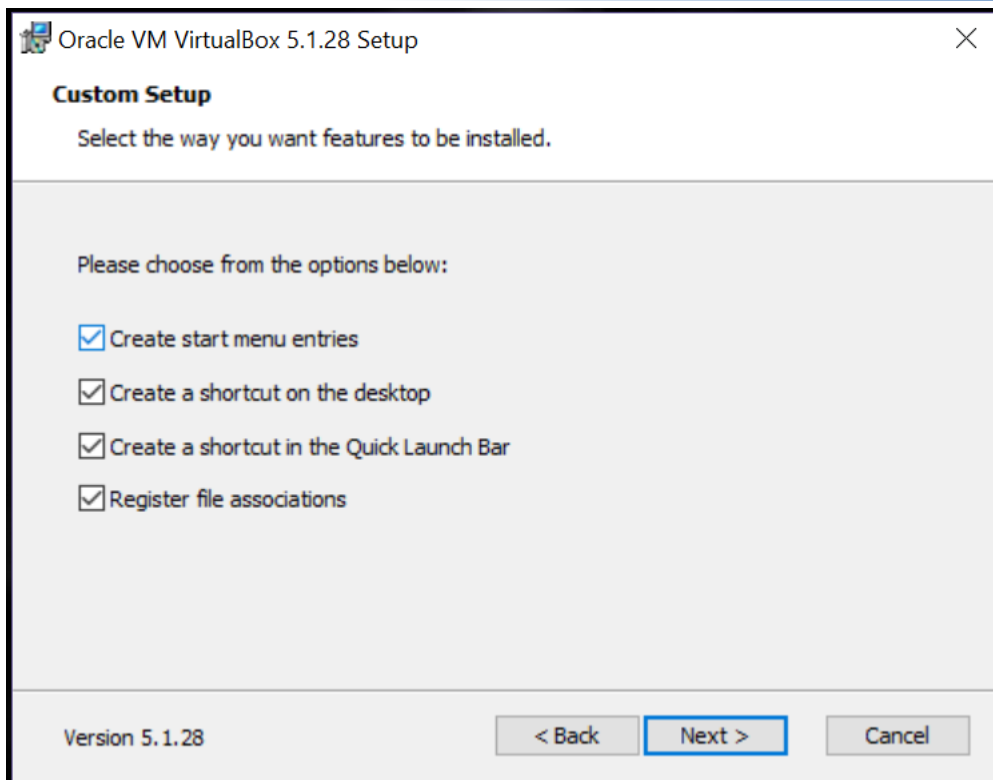 Oracle VM VirtualBox 5.1.28 Setup
Custom Setup
Select the way you want features to be installed.
Please choose from the options below:
Create start menu entries
Create a shortcut on the desktop
Create a shortcut in the Quick Launch Bar
Register file associations
Version 5.1.28
< Back
Next >
Cancel